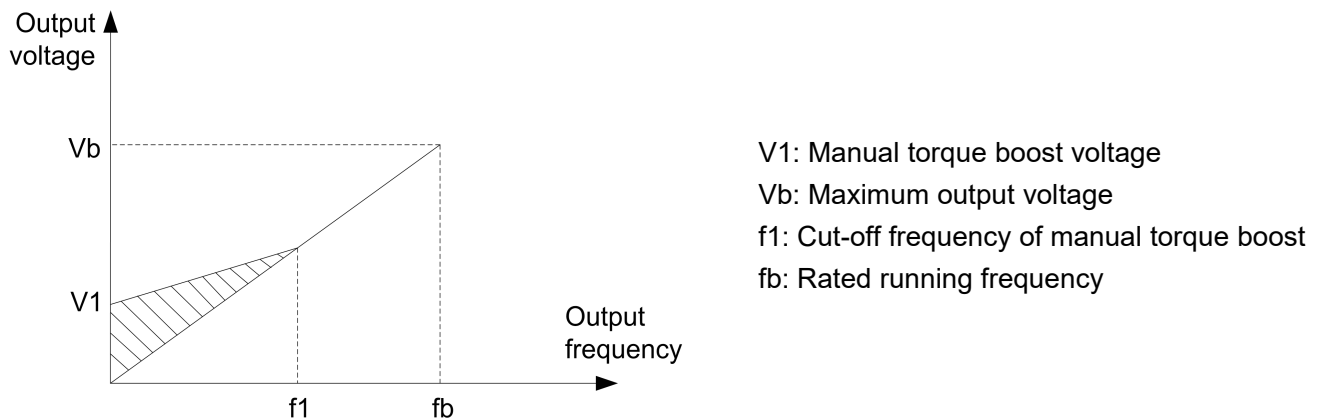 Output
voltage
Vb
V1
Output
frequency
f1
fb
V1: Manual torque boost voltage
Vb: Maximum output voltage
f1: Cut-off frequency of manual torque boost
fb: Rated running frequency